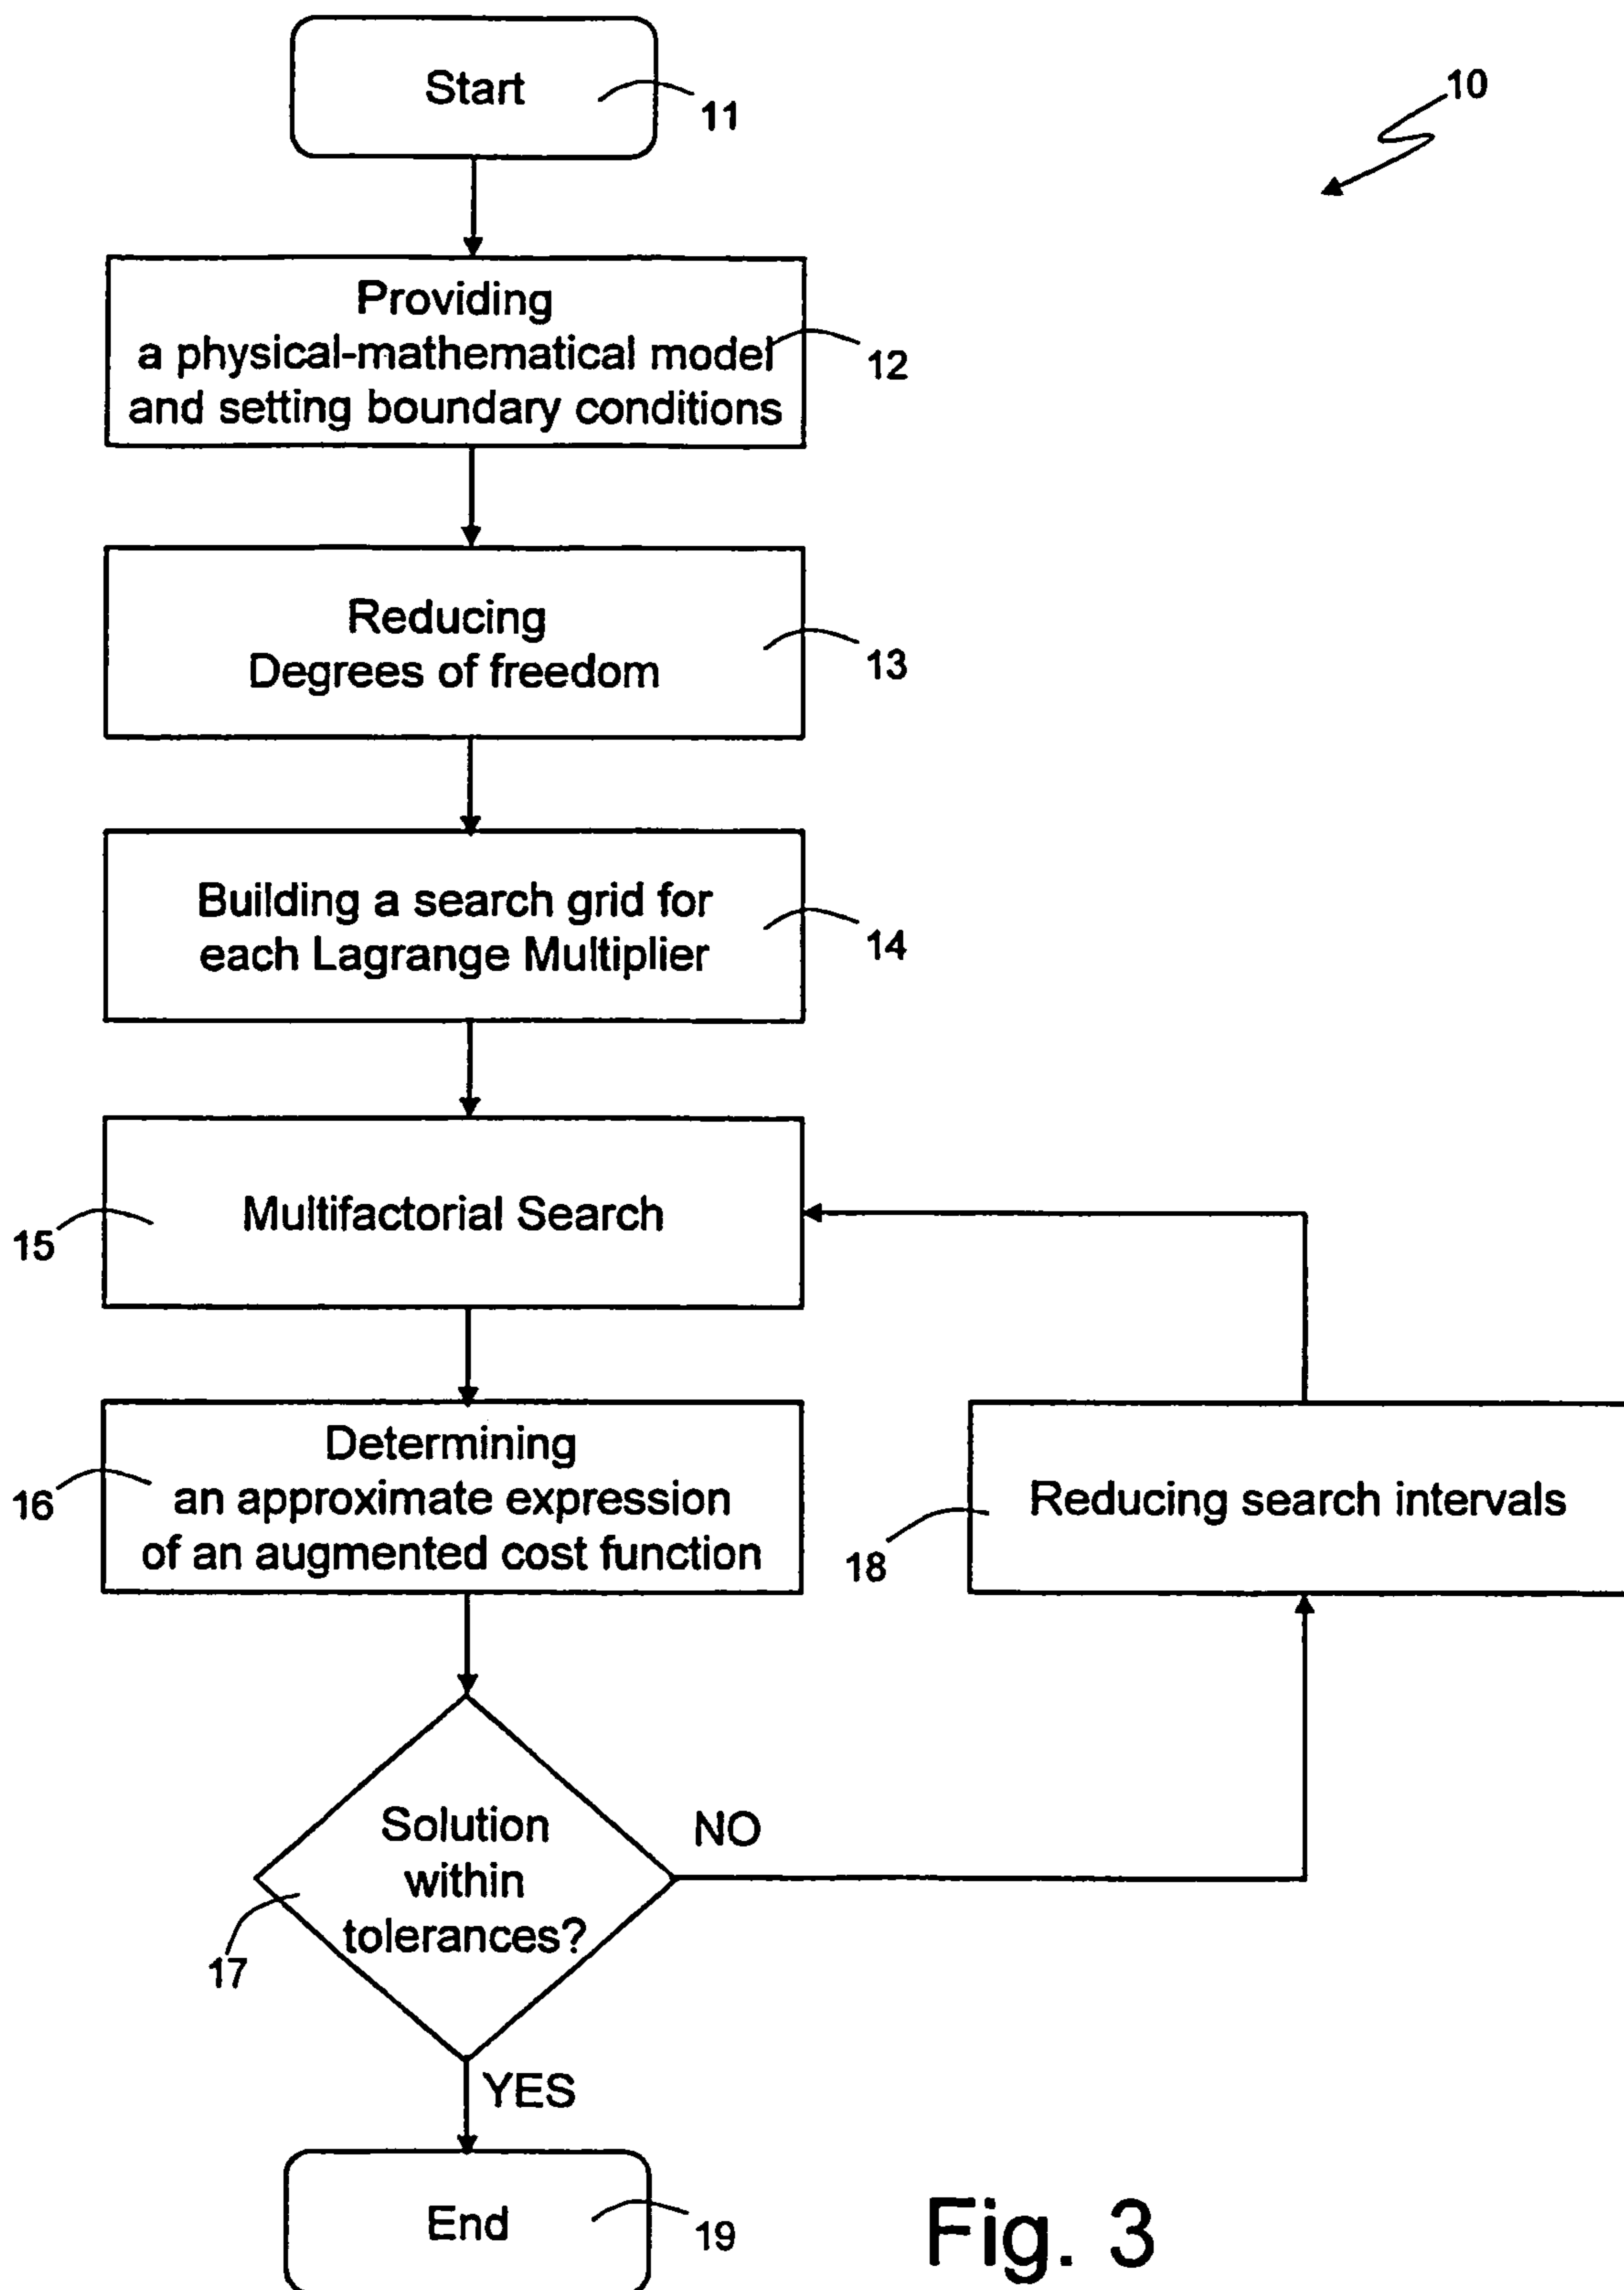 Start
11
10
Providing
a physical-mathematical model
and setting boundary conditions
12
Reducing
Degrees of freedom
13
Building a search grid for
each Lagrange Multiplier
14
Multifactorial Search
15
Determining
an approximate expression
of an augmented cost function
16
Reducing search intervals
18
Solution
within
tolerances?
NO
17
YES
End
19
Fig. 3